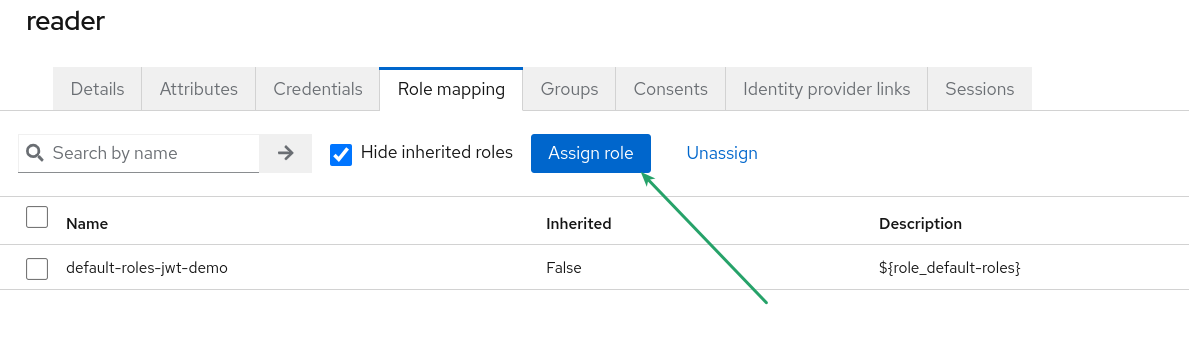 reader
Details Attributes Credentials Role mapping Groups Consents Identity provider links Sessions
Search by name Hide inherited roles Assign role Unassign
Name Inherited Description
default-roles-jwt-demo False ${role_default-roles}